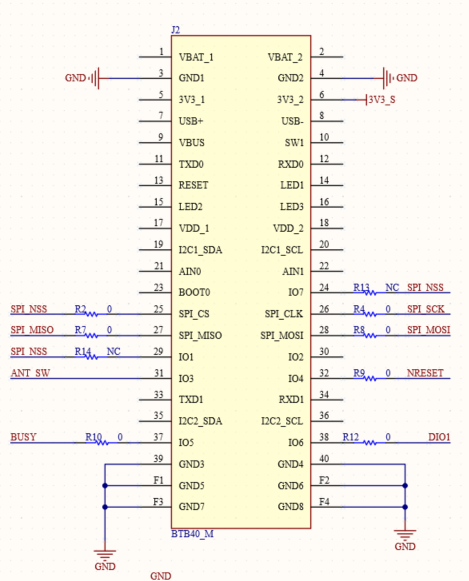 J2
1 VBAT_1 VBAT_2 2
GND 3 GND1 GND2 4 GND
5 3V3_1 3V3_2 6 3V3_S
7 USB+ USB- 8
9 VBUS SW1 10
11 TXD0 RXD0 12
13 RESET LED1 14
15 LED2 LED3 16
17 VDD_1 VDD_2 18
19 I2C1_SDA I2C1_SCL 20
21 AIN0 AIN1 22
23 BOOT0 IO7 24 R13 NC SPI_NSS
SPI_NSS R2 0 25 SPI_CS SPI_CLK 26 R4 0 SPI_SCK
SPI_MISO R7 0 27 SPI_MISO SPI_MOSI 28 R8 0 SPI_MOSI
SPI_NSS R14 NC 29 IO1 IO2 30
ANT_SW 31 IO3 IO4 32 R9 0 NRESET
33 TXD1 RXD1 34
35 I2C2_SDA I2C2_SCL 36
BUSY R10 0 37 IO5 IO6 38 R12 0 DIO1
39 GND3 GND4 40
F1 GND5 GND6 F2
F3 GND7 GND8 F4
BTB40_M
GND GND
GND